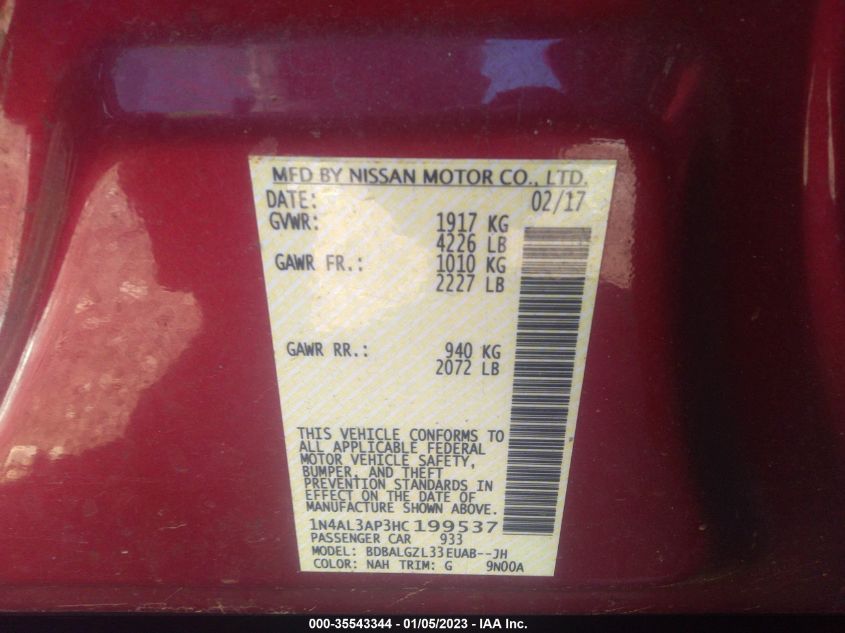 MFD BY NISSAN MOTOR CO., LTD.
DATE: 02/17
GVWR: 1917 KG
4226 LB
GAWR FR.: 1010 KG
2227 LB
GAWR RR.: 940 KG
2072 LB
THIS VEHICLE CONFORMS TO
ALL APPLICABLE FEDERAL
MOTOR VEHICLE SAFETY,
BUMPER, AND THEFT
PREVENTION STANDARDS IN
EFFECT ON THE DATE OF
MANUFACTURE SHOWN ABOVE.
1N4AL3AP3HC199537
PASSENGER CAR 933
MODEL: BDBALGZL33EUAB--JH
COLOR: NAH TRIM: G 9N00A
000-35543344 - 01/05/2023 - IAA Inc.